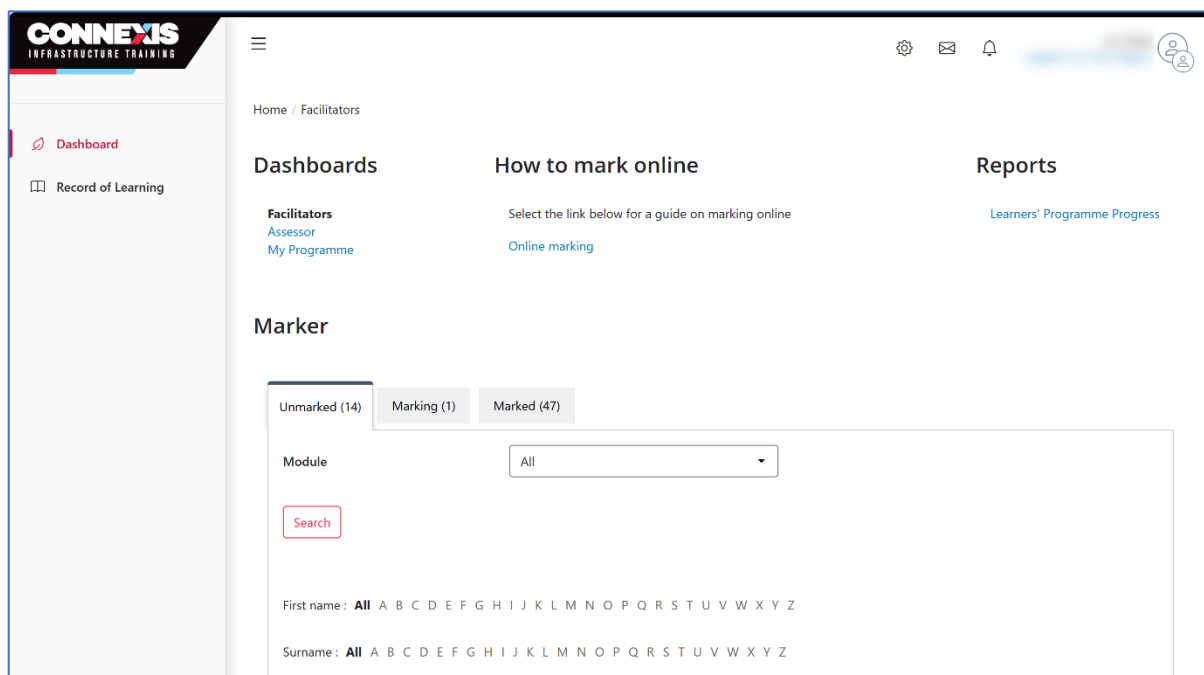 CONNEXIS
INFRASTRUCTURE TRAINING
Dashboard
Record of Learning
Home / Facilitators
Dashboards
Facilitators
Assessor
My Programme
How to mark online
Select the link below for a guide on marking online
Online marking
Reports
Learners' Programme Progress
Marker
Unmarked (14) Marking (1) Marked (47)
Module All
Search
First name : All A B C D E F G H I J K L M N O P Q R S T U V W X Y Z
Surname : All A B C D E F G H I J K L M N O P Q R S T U V W X Y Z